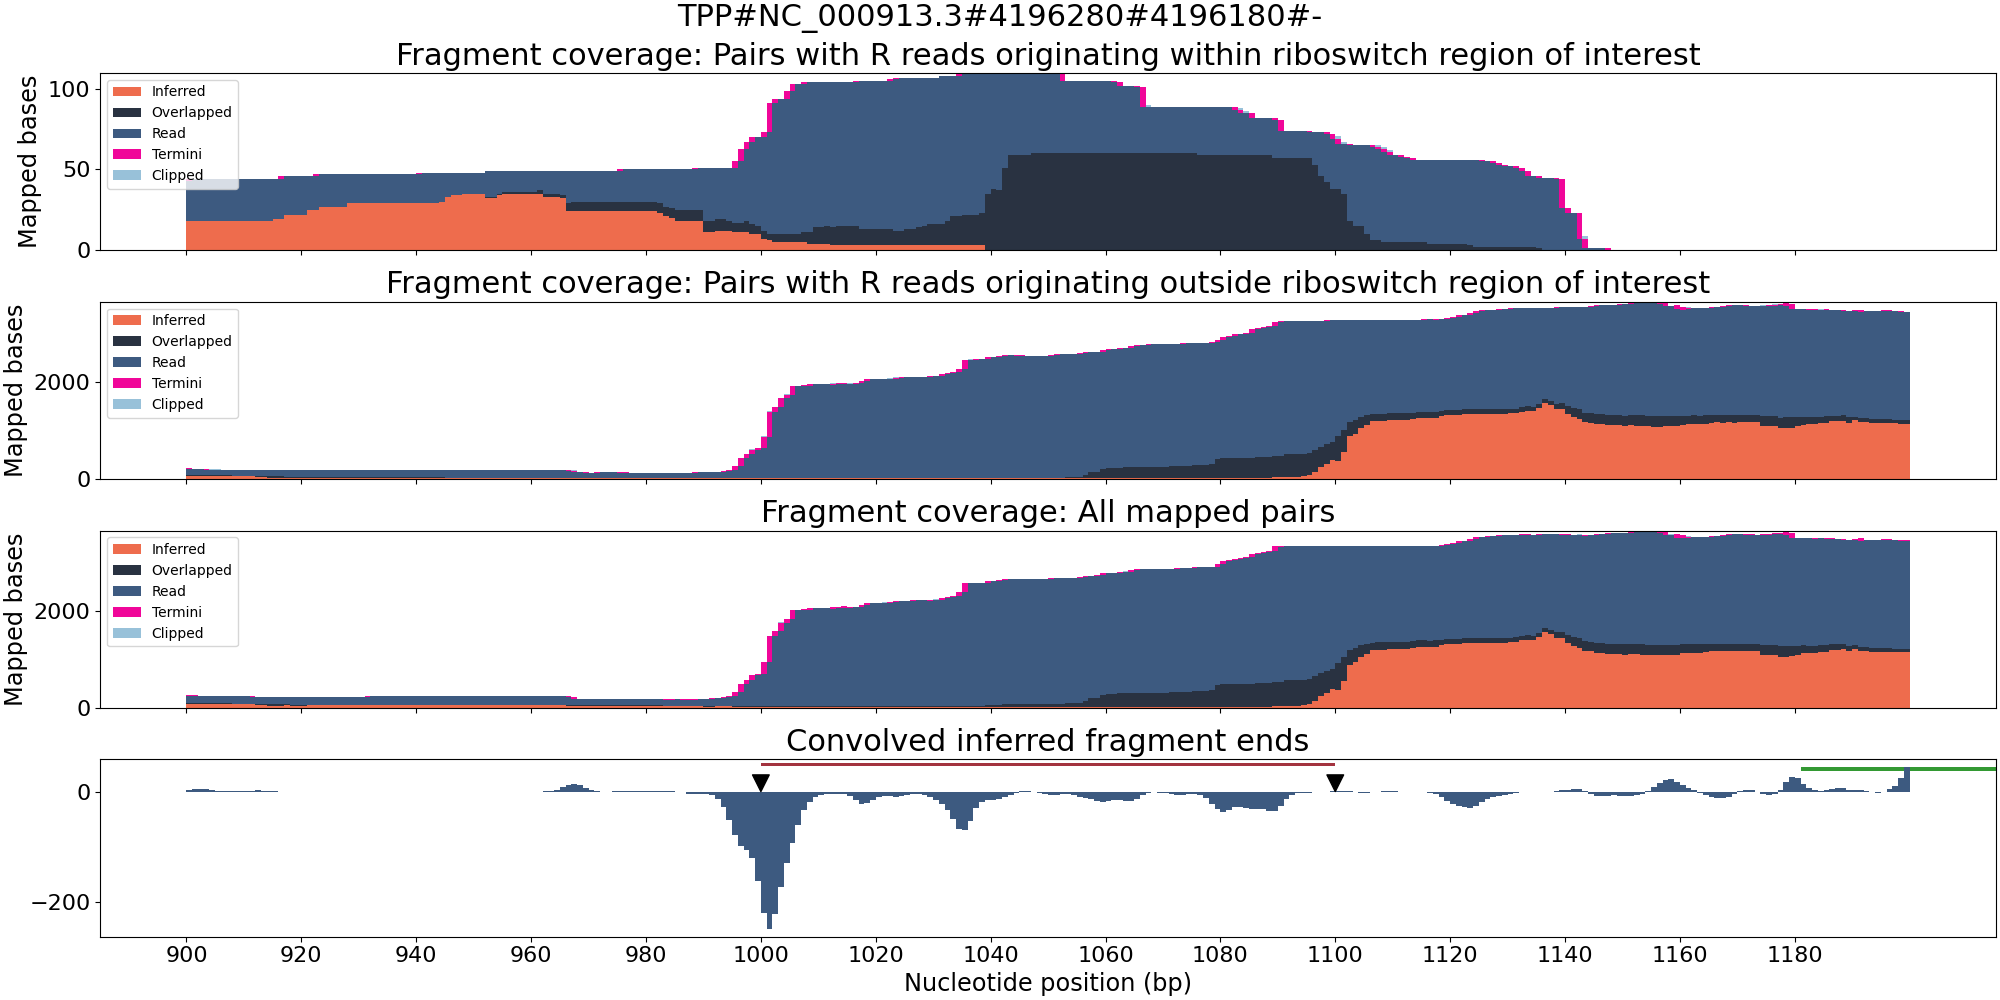 TPP#NC_000913.3#4196280#4196180#-
Fragment coverage: Pairs with R reads originating within riboswitch region of interest
Mapped bases
100
50
0
Inferred
Overlapped
Read
Termini
Clipped
Fragment coverage: Pairs with R reads originating outside riboswitch region of interest
Mapped bases
2000
0
Inferred
Overlapped
Read
Termini
Clipped
Fragment coverage: All mapped pairs
Mapped bases
2000
0
Inferred
Overlapped
Read
Termini
Clipped
Convolved inferred fragment ends
0
−200
900 920 940 960 980 1000 1020 1040 1060 1080 1100 1120 1140 1160 1180
Nucleotide position (bp)